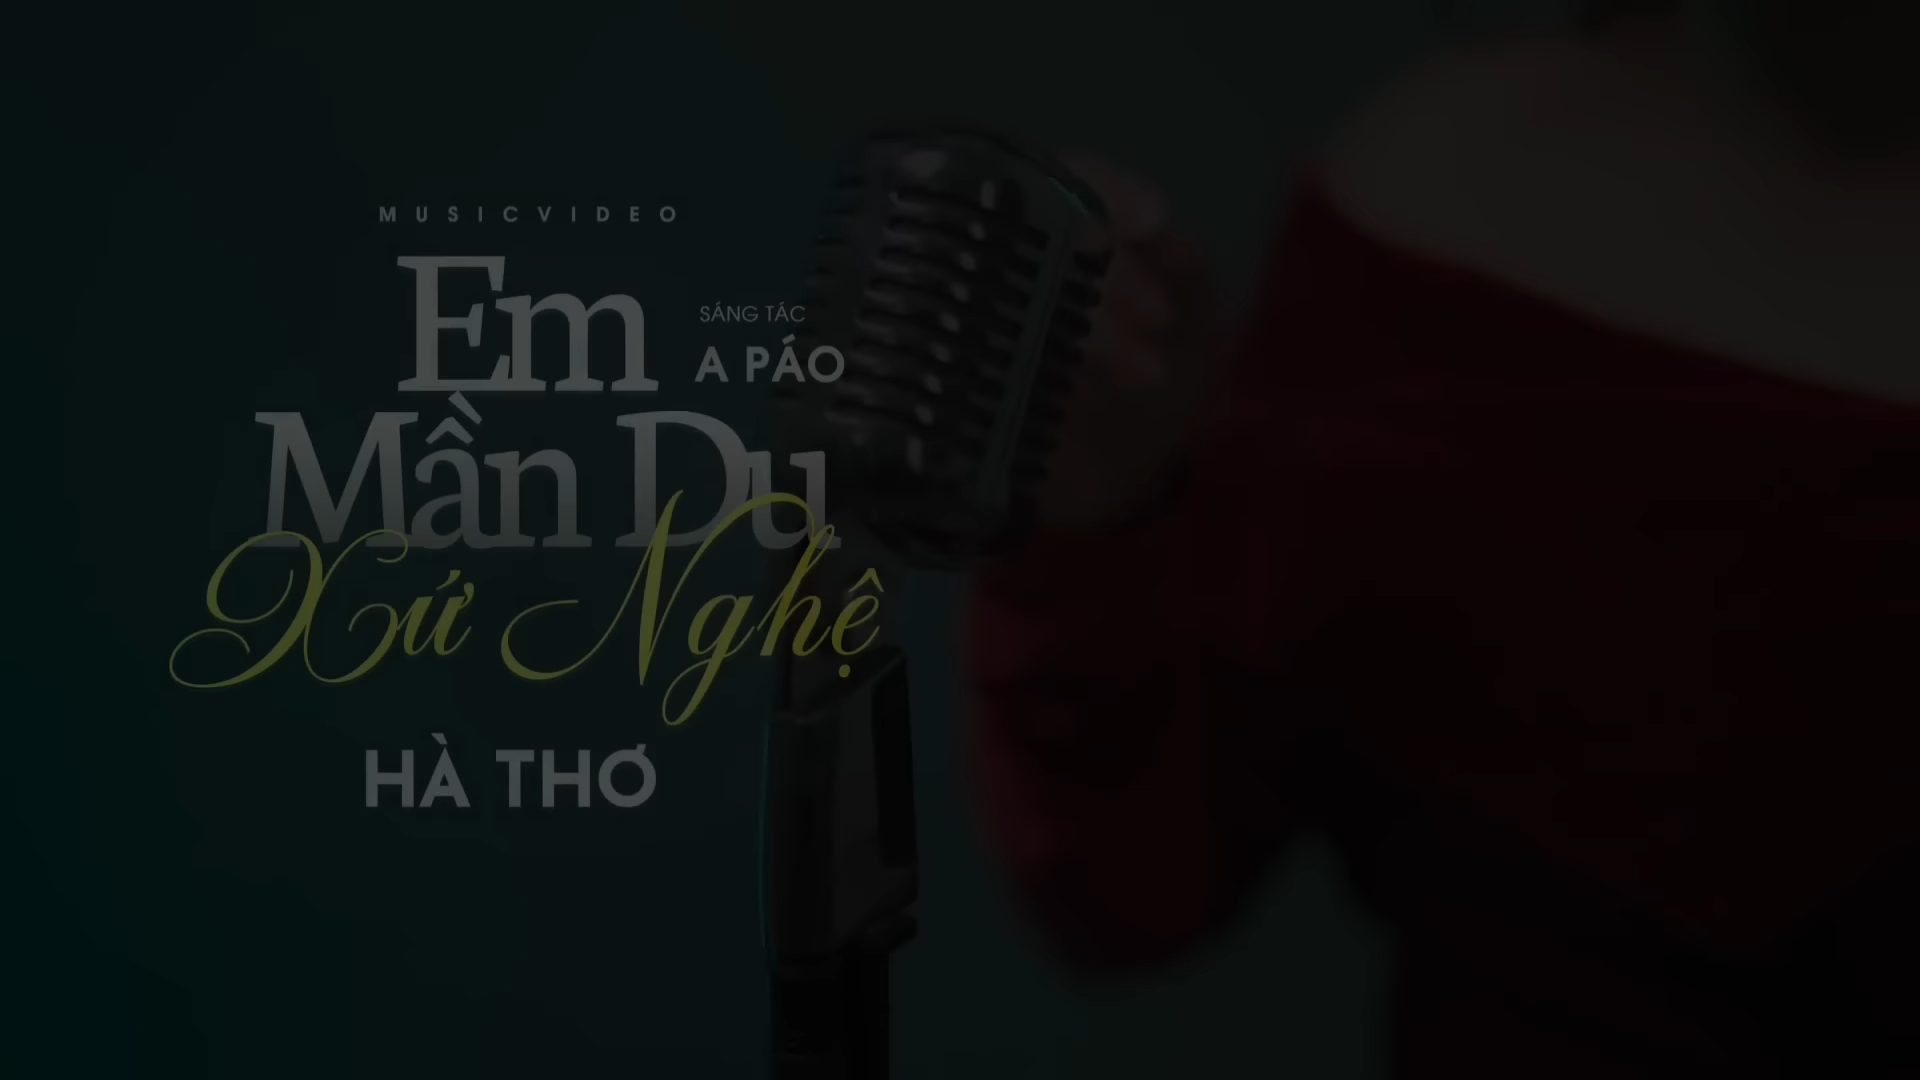 MUSICVIDEO
Em
SÁNG TÁC
A PÁO
Mần Du
Xứ Nghệ
HÀ THƠ